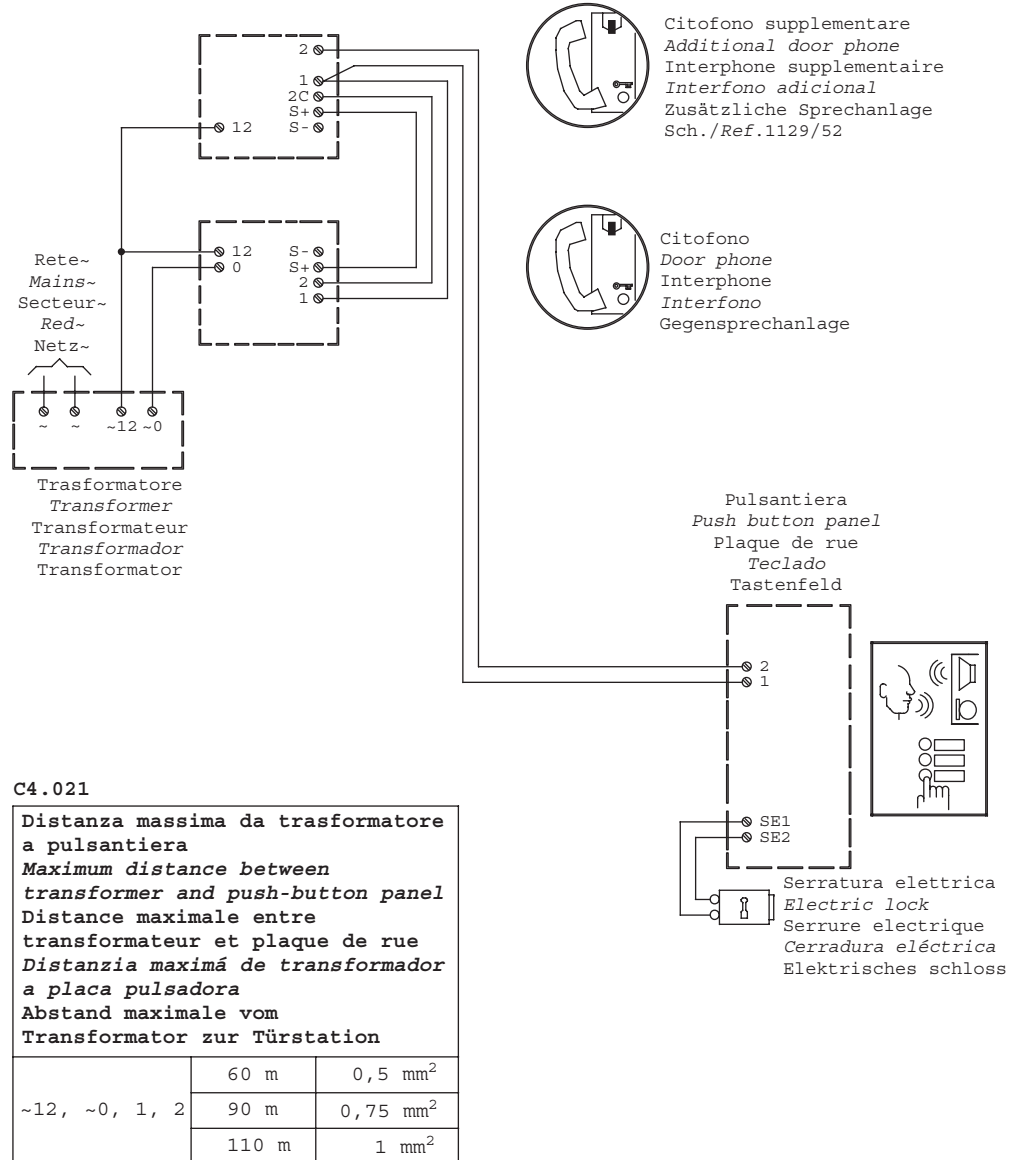 2
1
2C
S+
12 S-
Citofono supplementare
Additional door phone
Interphone supplementaire
Interfono adicional
Zusätzliche Sprechanlage
Sch./Ref.1129/52
12 S-
0 S+
2
1
Citofono
Door phone
Interphone
Interfono
Gegensprechanlage
Rete~
Mains~
Secteur~
Red~
Netz~
~ ~ ~12 ~0
Trasformatore
Transformer
Transformateur
Transformador
Transformator
Pulsantiera
Push button panel
Plaque de rue
Teclado
Tastenfeld
2
1
SE1
SE2
Serratura elettrica
Electric lock
Serrure electrique
Cerradura eléctrica
Elektrisches schloss
C4.021
Distanza massima da trasformatore
a pulsantiera
Maximum distance between
transformer and push-button panel
Distance maximale entre
transformateur et plaque de rue
Distanzia maximá de transformador
a placa pulsadora
Abstand maximale vom
Transformator zur Türstation
~12, ~0, 1, 2
60 m 0,5 mm²
90 m 0,75 mm²
110 m 1 mm²